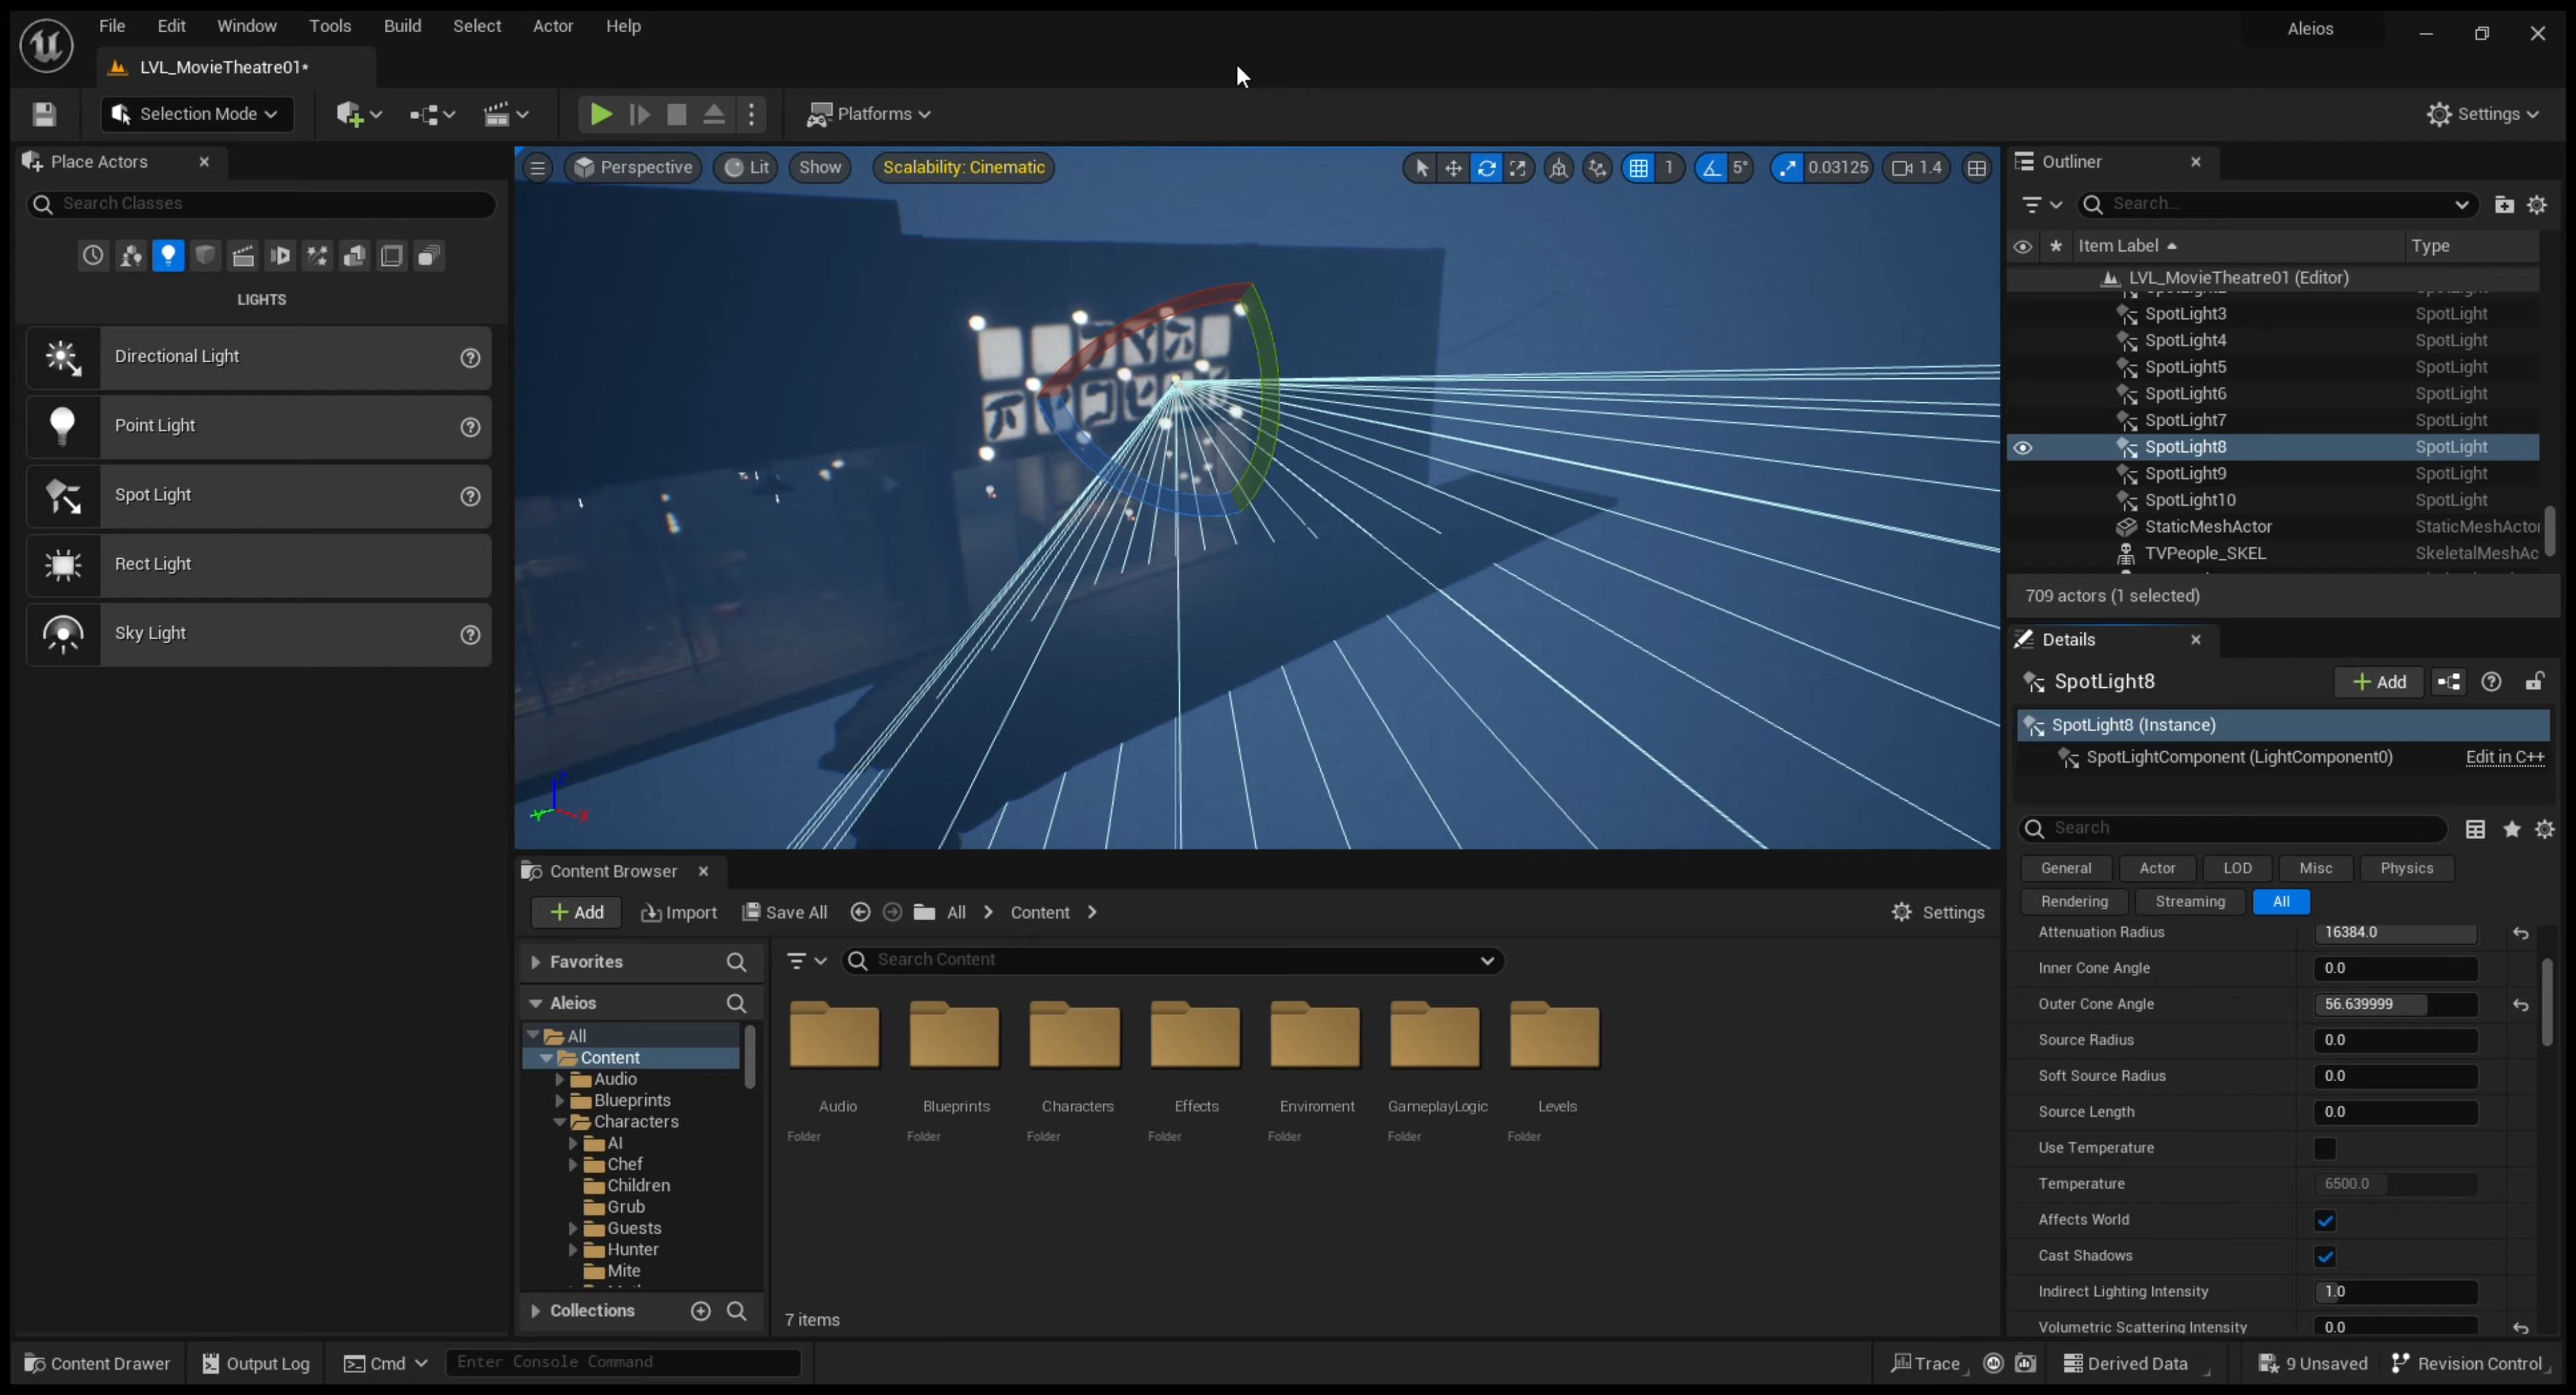 File Edit Window Tools Build Select Actor Help
Aleios
LVL_MovieTheatre01*
Selection Mode
Platforms
Settings
Place Actors
Search Classes
LIGHTS
Directional Light
Point Light
Spot Light
Rect Light
Sky Light
Perspective Lit Show Scalability: Cinematic
1 5° 0.03125 1.4
Z
Y X
Outliner
Search...
Item Label Type
LVL_MovieTheatre01 (Editor)
SpotLight3 SpotLight
SpotLight4 SpotLight
SpotLight5 SpotLight
SpotLight6 SpotLight
SpotLight7 SpotLight
SpotLight8 SpotLight
SpotLight9 SpotLight
SpotLight10 SpotLight
StaticMeshActor StaticMeshActor
TVPeople_SKEL SkeletalMeshAc
709 actors (1 selected)
Details
SpotLight8
Add
SpotLight8 (Instance)
SpotLightComponent (LightComponent0) Edit in C++
Search
General Actor LOD Misc Physics
Rendering Streaming All
Attenuation Radius 16384.0
Inner Cone Angle 0.0
Outer Cone Angle 56.639999
Source Radius 0.0
Soft Source Radius 0.0
Source Length 0.0
Use Temperature
Temperature 6500.0
Affects World
Cast Shadows
Indirect Lighting Intensity 1.0
Volumetric Scattering Intensity 0.0
Content Browser
Add Import Save All All Content Settings
Favorites
Aleios
All
Content
Audio
Blueprints
Characters
AI
Chef
Children
Grub
Guests
Hunter
Mite
Collections
Search Content
Audio Blueprints Characters Effects Enviroment GameplayLogic Levels
Folder Folder Folder Folder Folder Folder Folder
7 items
Content Drawer Output Log Cmd Enter Console Command
Trace Derived Data 9 Unsaved Revision Control